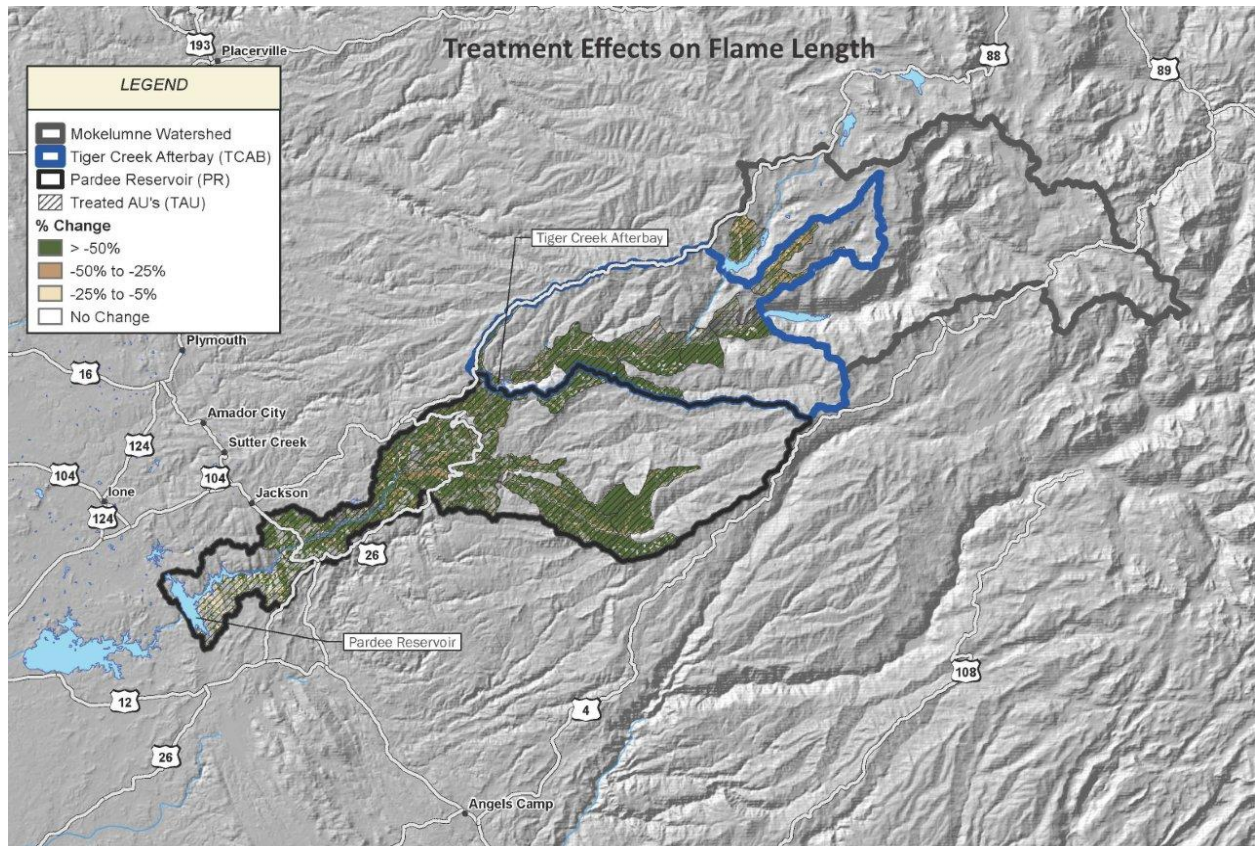 Treatment Effects on Flame Length
LEGEND
Mokelumne Watershed
Tiger Creek Afterbay (TCAB)
Pardee Reservoir (PR)
Treated AU's (TAU)
% Change
> -50%
-50% to -25%
-25% to -5%
No Change
193
Placerville
88
89
Tiger Creek Afterbay
Plymouth
16
Amador City
124
Sutter Creek
104
104
Jackson
Ione
124
26
Pardee Reservoir
12
108
4
26
Angels Camp